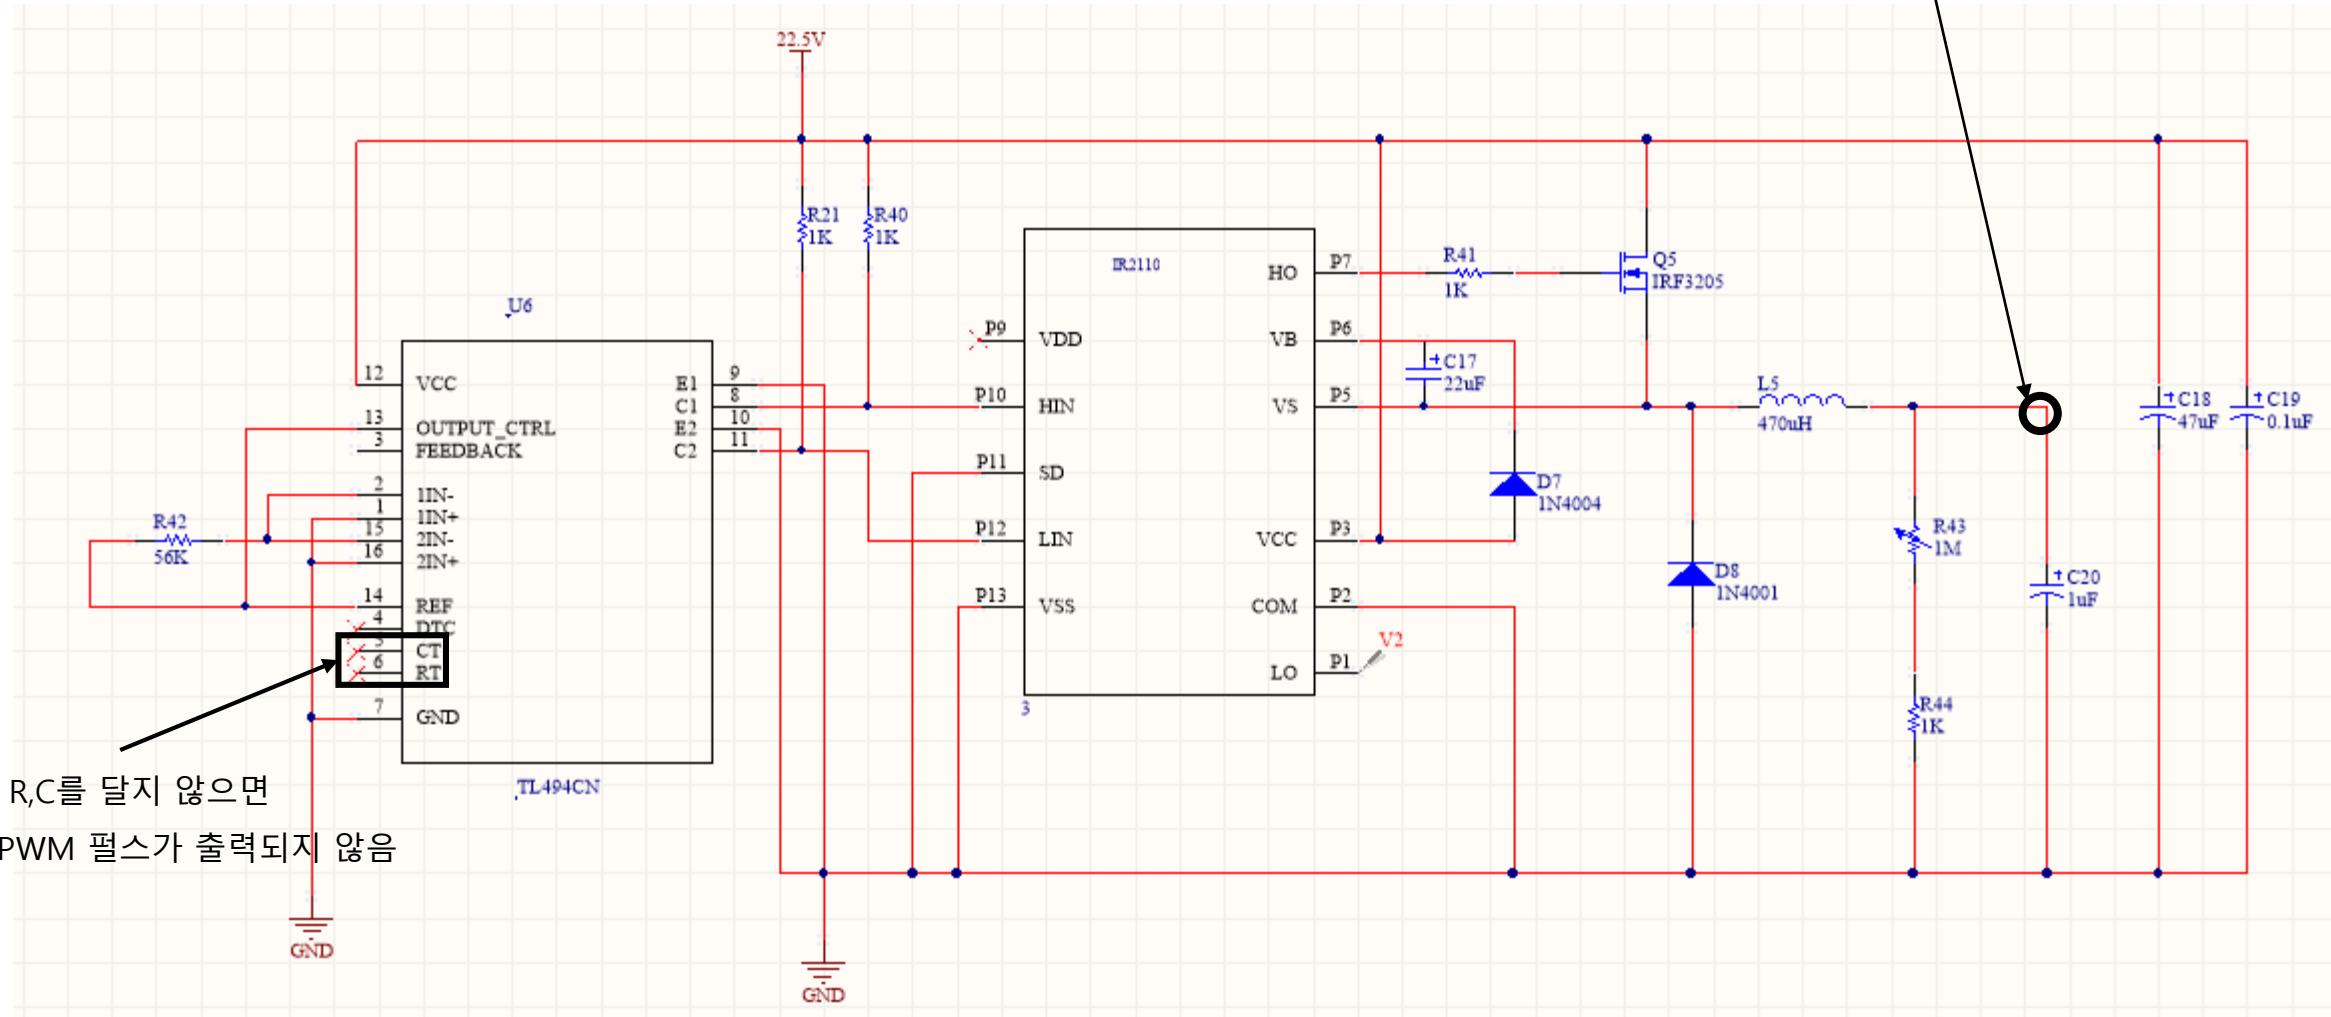 22.5V
R21
1K
R40
1K
U6
12
VCC
13
OUTPUT_CTRL
3
FEEDBACK
2
1IN-
1
1IN+
15
2IN-
16
2IN+
14
REF
4
DTC
5
CT
6
RT
7
GND
E1
9
C1
8
E2
10
C2
11
TL494CN
R42
56K
IR2110
P9
VDD
P10
HIN
P11
SD
P12
LIN
P13
VSS
HO
P7
VB
P6
VS
P5
VCC
P3
COM
P2
LO
P1
V2
3
R41
1K
Q5
IRF3205
C17
22uF
D7
1N4004
L5
470uH
D8
1N4001
R43
1M
R44
1K
C20
1uF
C18
47uF
C19
0.1uF
R,C를 달지 않으면
PWM 펄스가 출력되지 않음
GND
GND